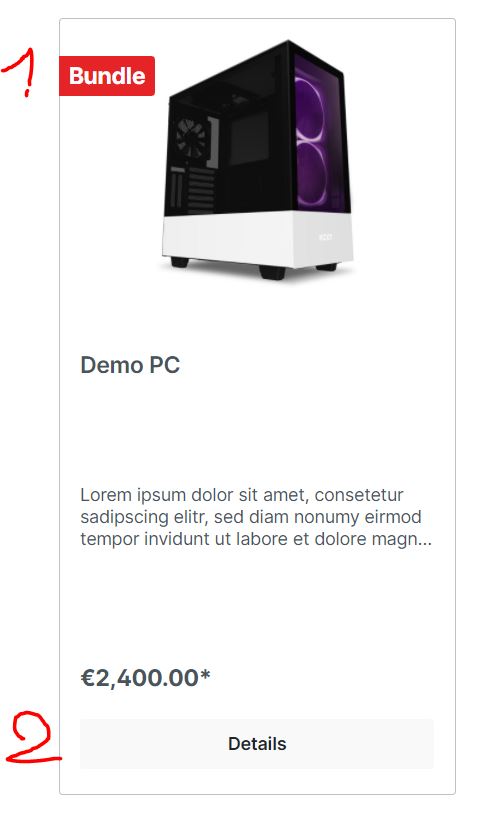 1
Bundle
NZXT
Demo PC
Lorem ipsum dolor sit amet, consetetur
sadipscing elitr, sed diam nonumy eirmod
tempor invidunt ut labore et dolore magn...
€2,400.00*
2
Details